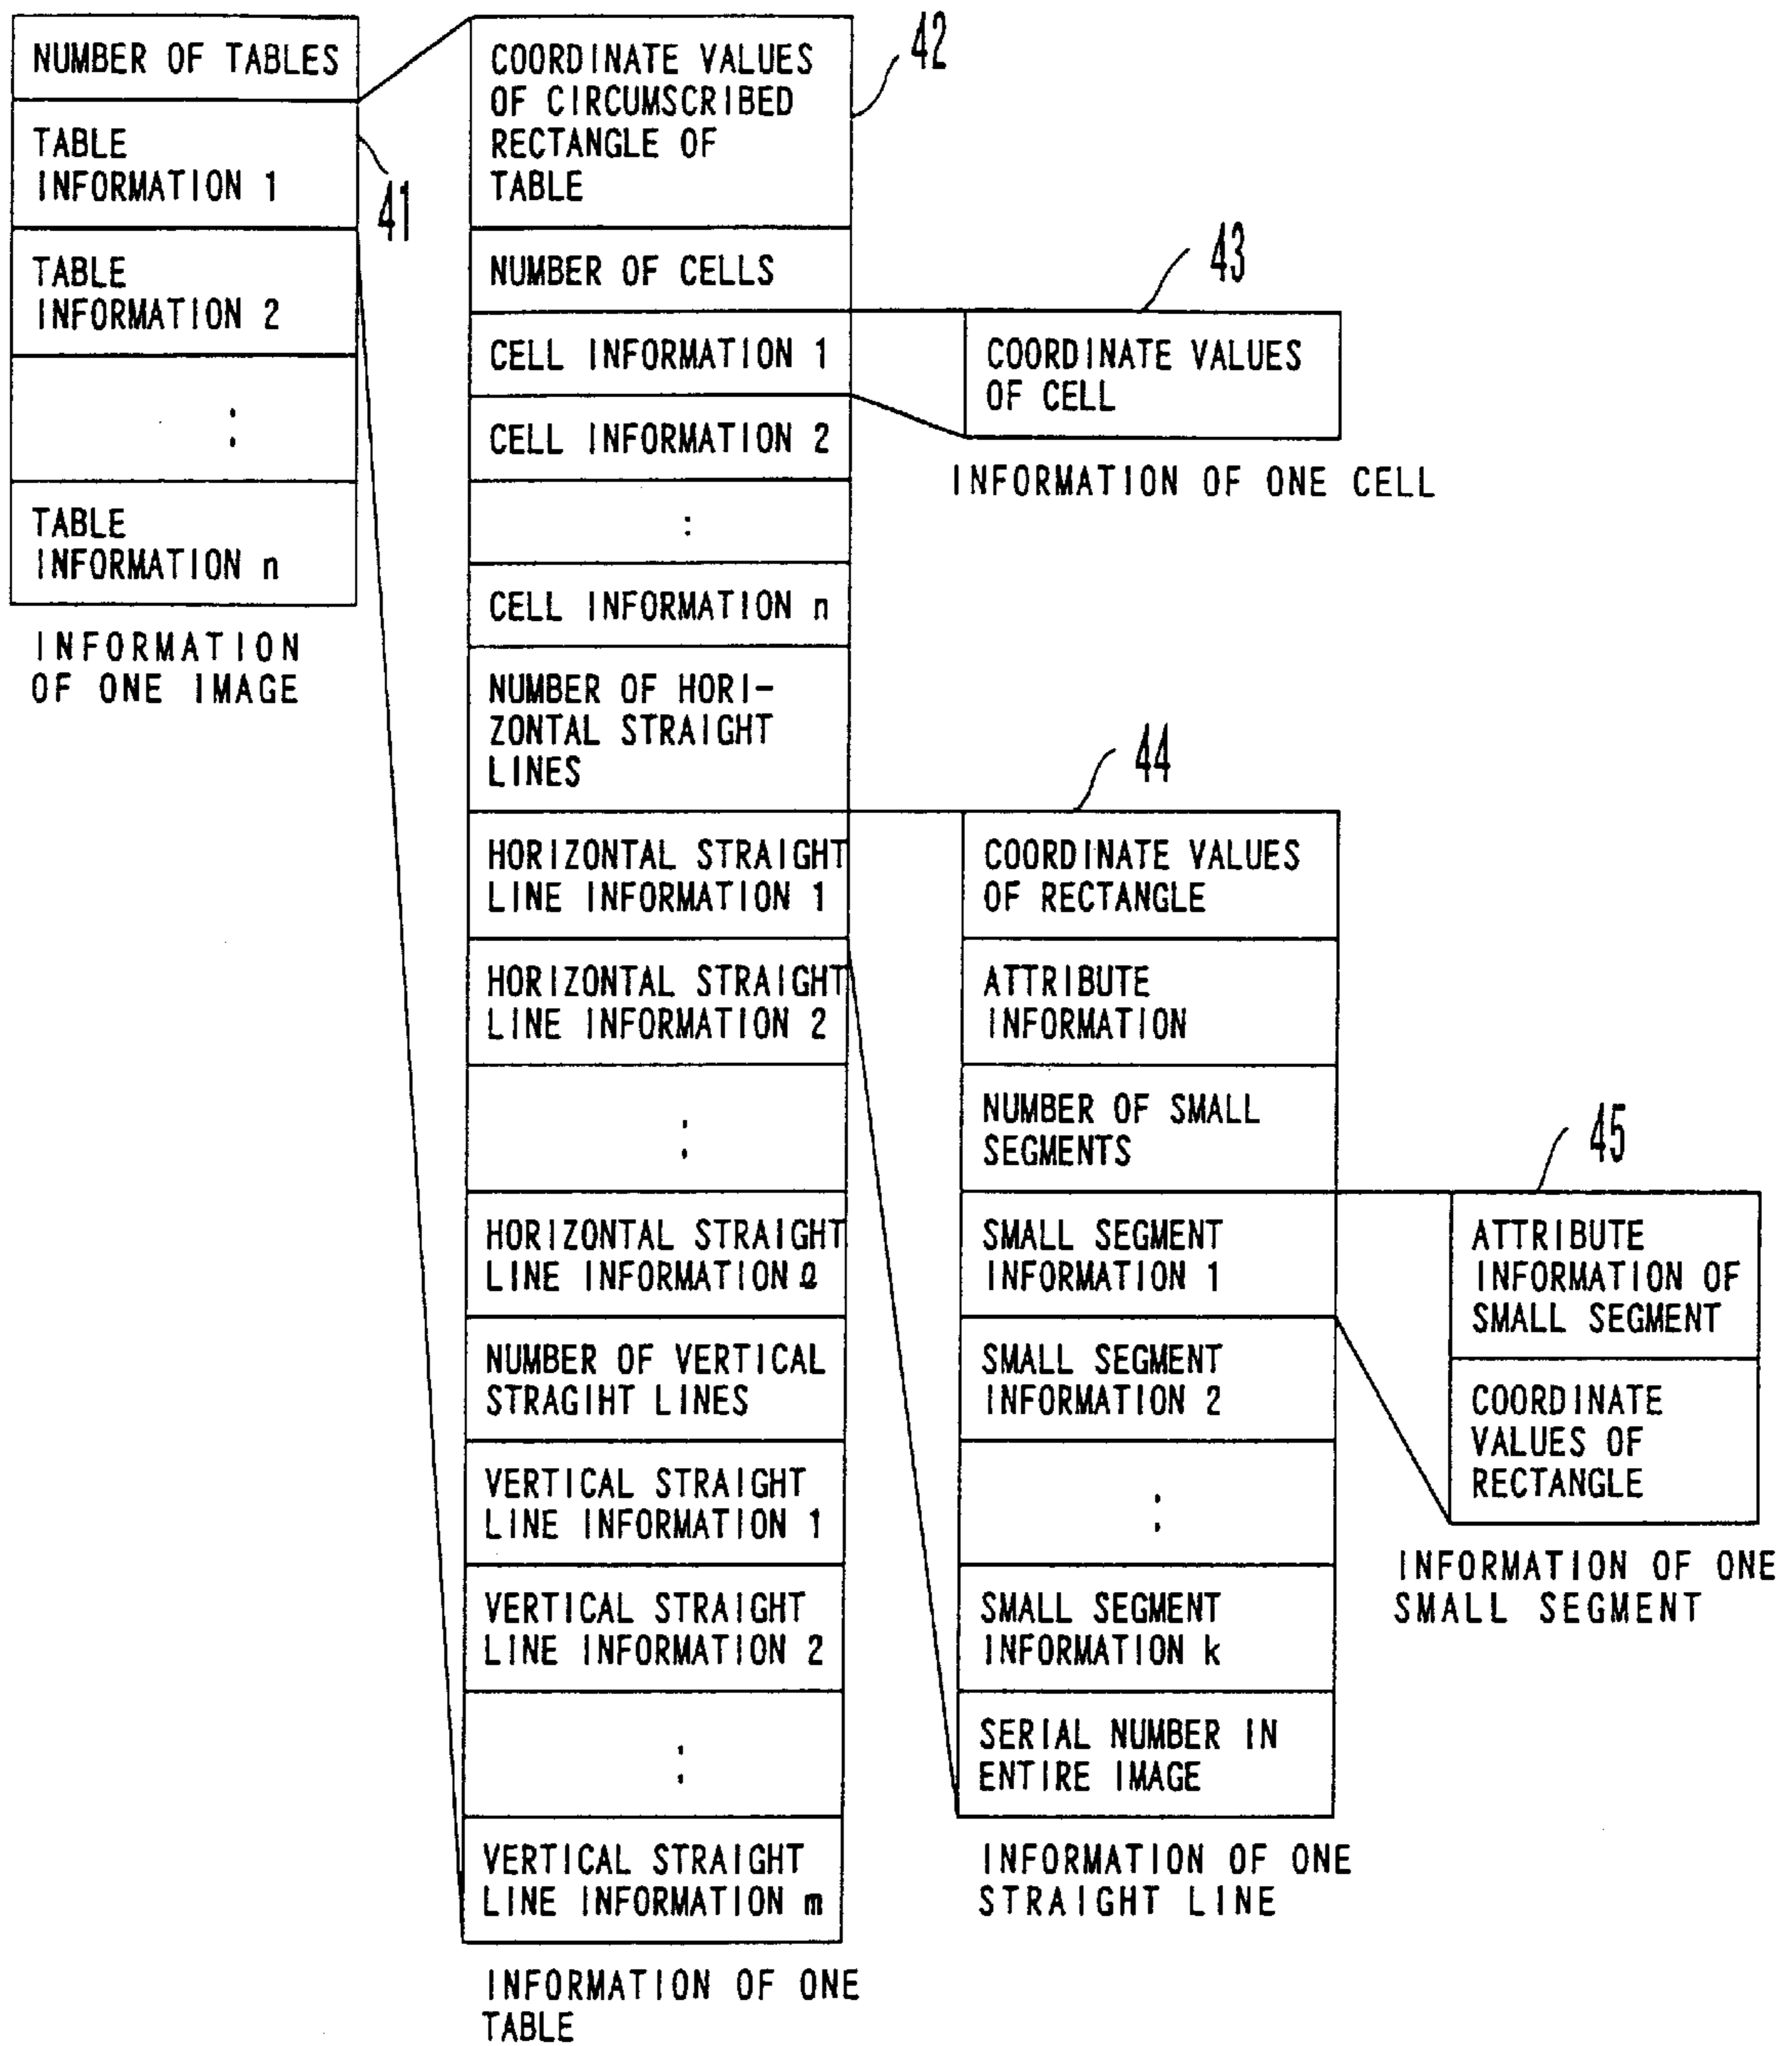 NUMBER OF TABLES
TABLE
INFORMATION 1
TABLE
INFORMATION 2
:
TABLE
INFORMATION n
INFORMATION
OF ONE IMAGE
41
COORDINATE VALUES
OF CIRCUMSCRIBED
RECTANGLE OF
TABLE
NUMBER OF CELLS
CELL INFORMATION 1
CELL INFORMATION 2
:
CELL INFORMATION n
NUMBER OF HORI-
ZONTAL STRAIGHT
LINES
HORIZONTAL STRAIGHT
LINE INFORMATION 1
HORIZONTAL STRAIGHT
LINE INFORMATION 2
:
HORIZONTAL STRAIGHT
LINE INFORMATION ℓ
NUMBER OF VERTICAL
STRAGIHT LINES
VERTICAL STRAIGHT
LINE INFORMATION 1
VERTICAL STRAIGHT
LINE INFORMATION 2
:
VERTICAL STRAIGHT
LINE INFORMATION m
INFORMATION OF ONE
TABLE
42
43
COORDINATE VALUES
OF CELL
INFORMATION OF ONE CELL
44
COORDINATE VALUES
OF RECTANGLE
ATTRIBUTE
INFORMATION
NUMBER OF SMALL
SEGMENTS
SMALL SEGMENT
INFORMATION 1
SMALL SEGMENT
INFORMATION 2
:
SMALL SEGMENT
INFORMATION k
SERIAL NUMBER IN
ENTIRE IMAGE
INFORMATION OF ONE
STRAIGHT LINE
45
ATTRIBUTE
INFORMATION OF
SMALL SEGMENT
COORDINATE
VALUES OF
RECTANGLE
INFORMATION OF ONE
SMALL SEGMENT